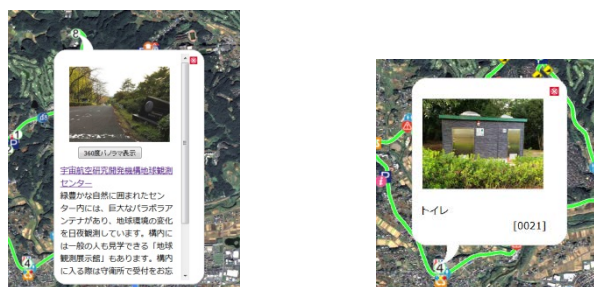 P
360度パノラマ表示
宇宙航空研究開発機構地球観測
センター
緑豊かな自然に囲まれたセン
ター内には、巨大なパラボラア
ンテナがあり、地球環境の変化
を日夜観測しています。構内に
は一般の人も見学できる「地球
観測展示館」もあります。構内
に入る際は守衛所で受付をお忘
1
P
4
トイレ
[0021]
P
4